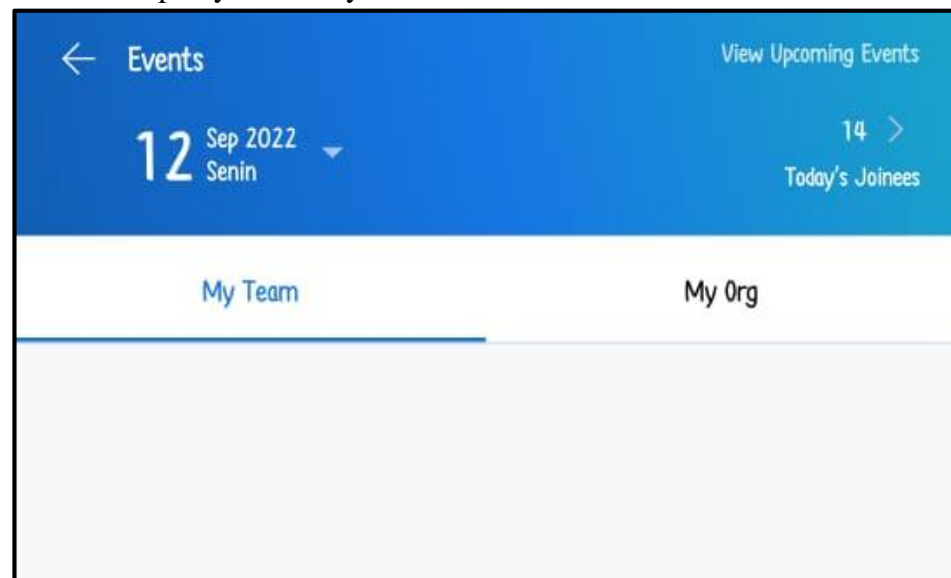 Events
View Upcoming Events
12
Sep 2022
Senin
14
Today's Joinees
My Team
My Org